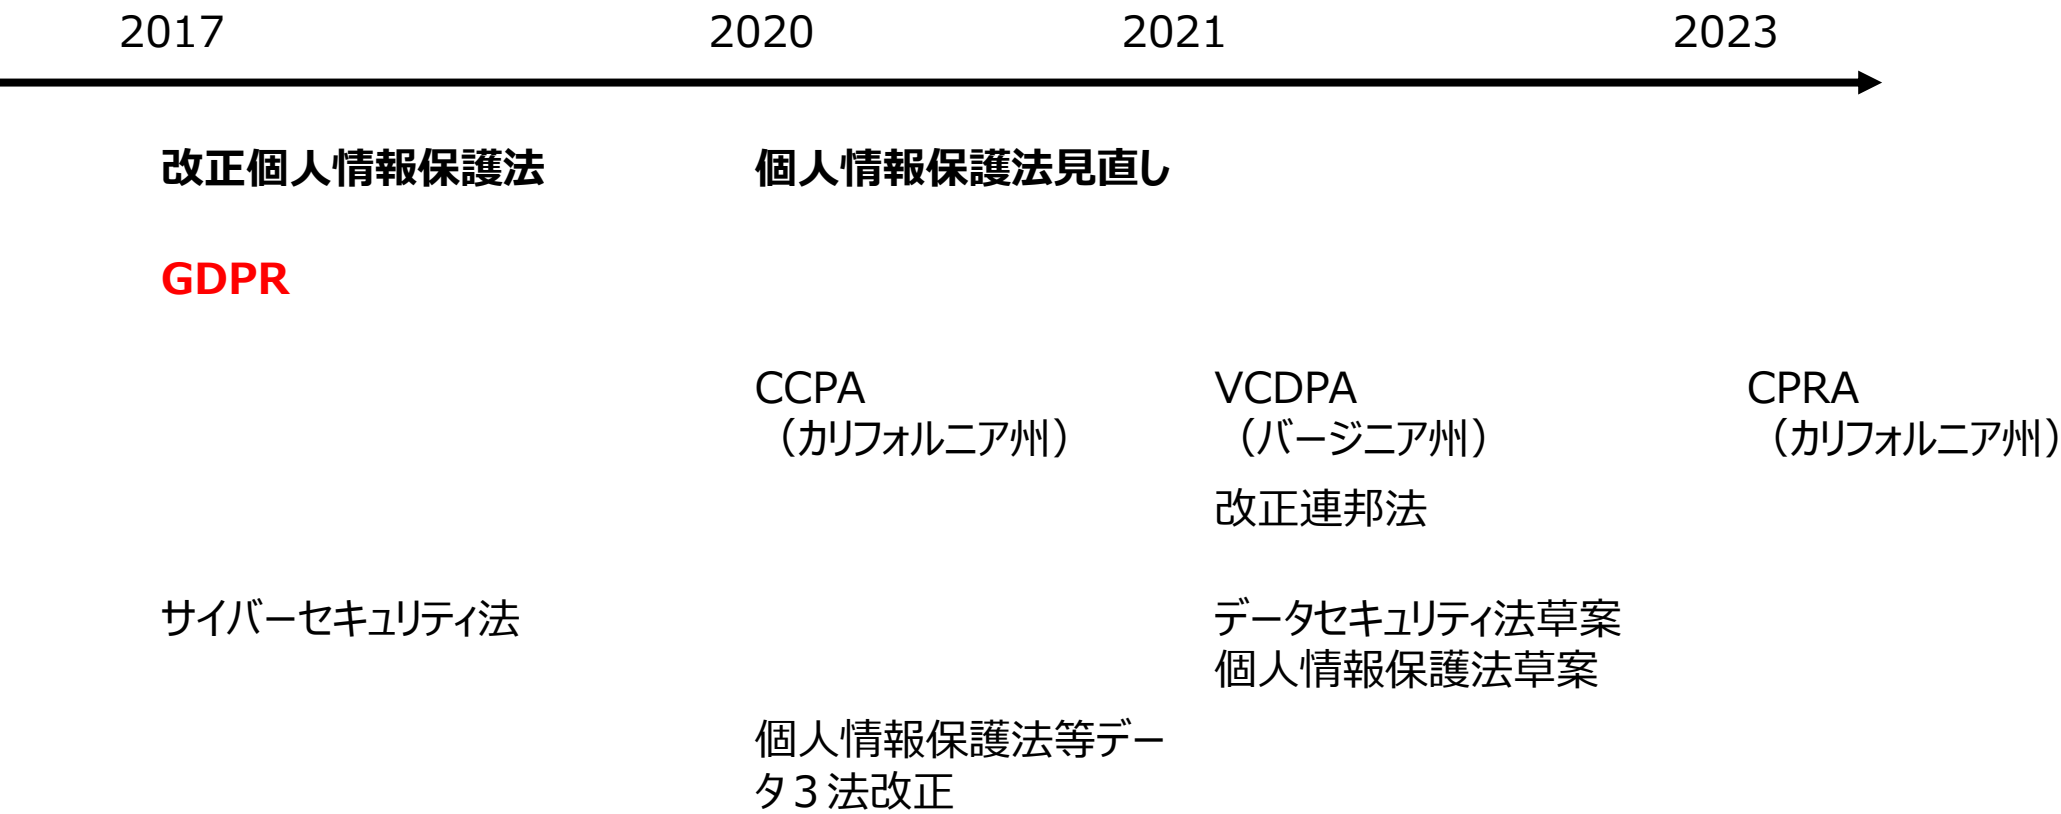 2017 2020 2021 2023
改正個人情報保護法 個人情報保護法見直し
GDPR
CCPA VCDPA CPRA
（カリフォルニア州） （バージニア州） （カリフォルニア州）
改正連邦法
サイバーセキュリティ法 データセキュリティ法草案
個人情報保護法草案
個人情報保護法等デー
タ３法改正